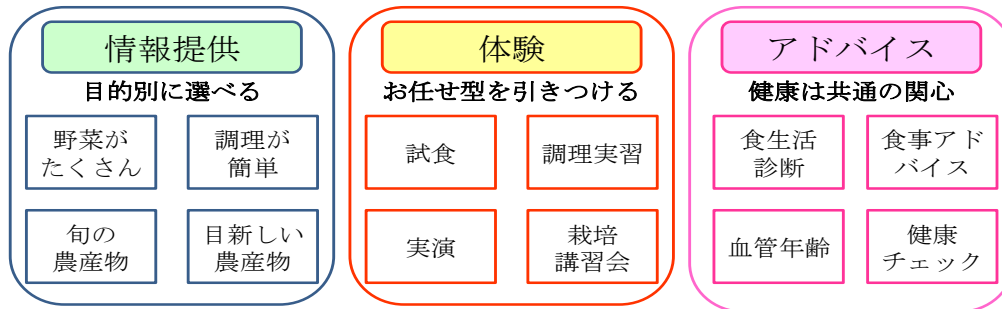 情報提供
目的別に選べる
野菜が
たくさん
調理が
簡単
旬の
農産物
目新しい
農産物
体験
お任せ型を引きつける
試食
調理実習
実演
栽培
講習会
アドバイス
健康は共通の関心
食生活
診断
食事アド
バイス
血管年齢
健康
チェック